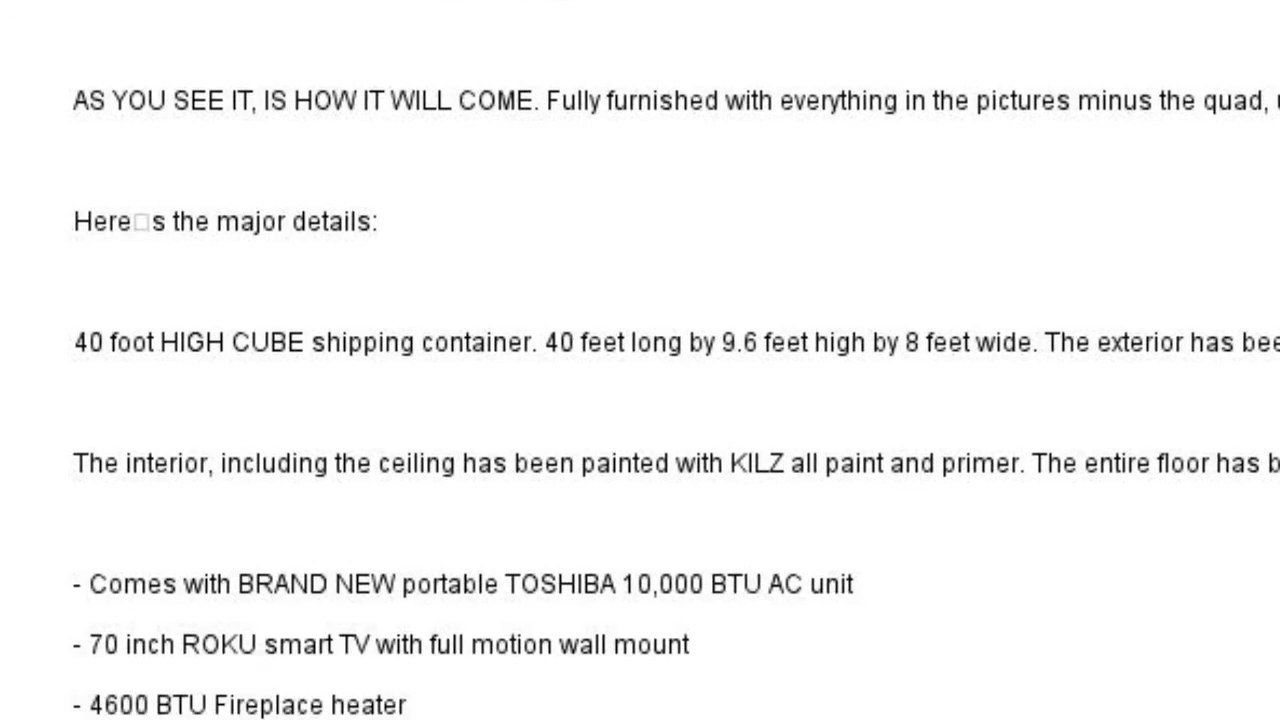 AS YOU SEE IT, IS HOW IT WILL COME. Fully furnished with everything in the pictures minus the quad,
Here□s the major details:
40 foot HIGH CUBE shipping container. 40 feet long by 9.6 feet high by 8 feet wide. The exterior has bee
The interior, including the ceiling has been painted with KILZ all paint and primer. The entire floor has b
- Comes with BRAND NEW portable TOSHIBA 10,000 BTU AC unit
- 70 inch ROKU smart TV with full motion wall mount
- 4600 BTU Fireplace heater